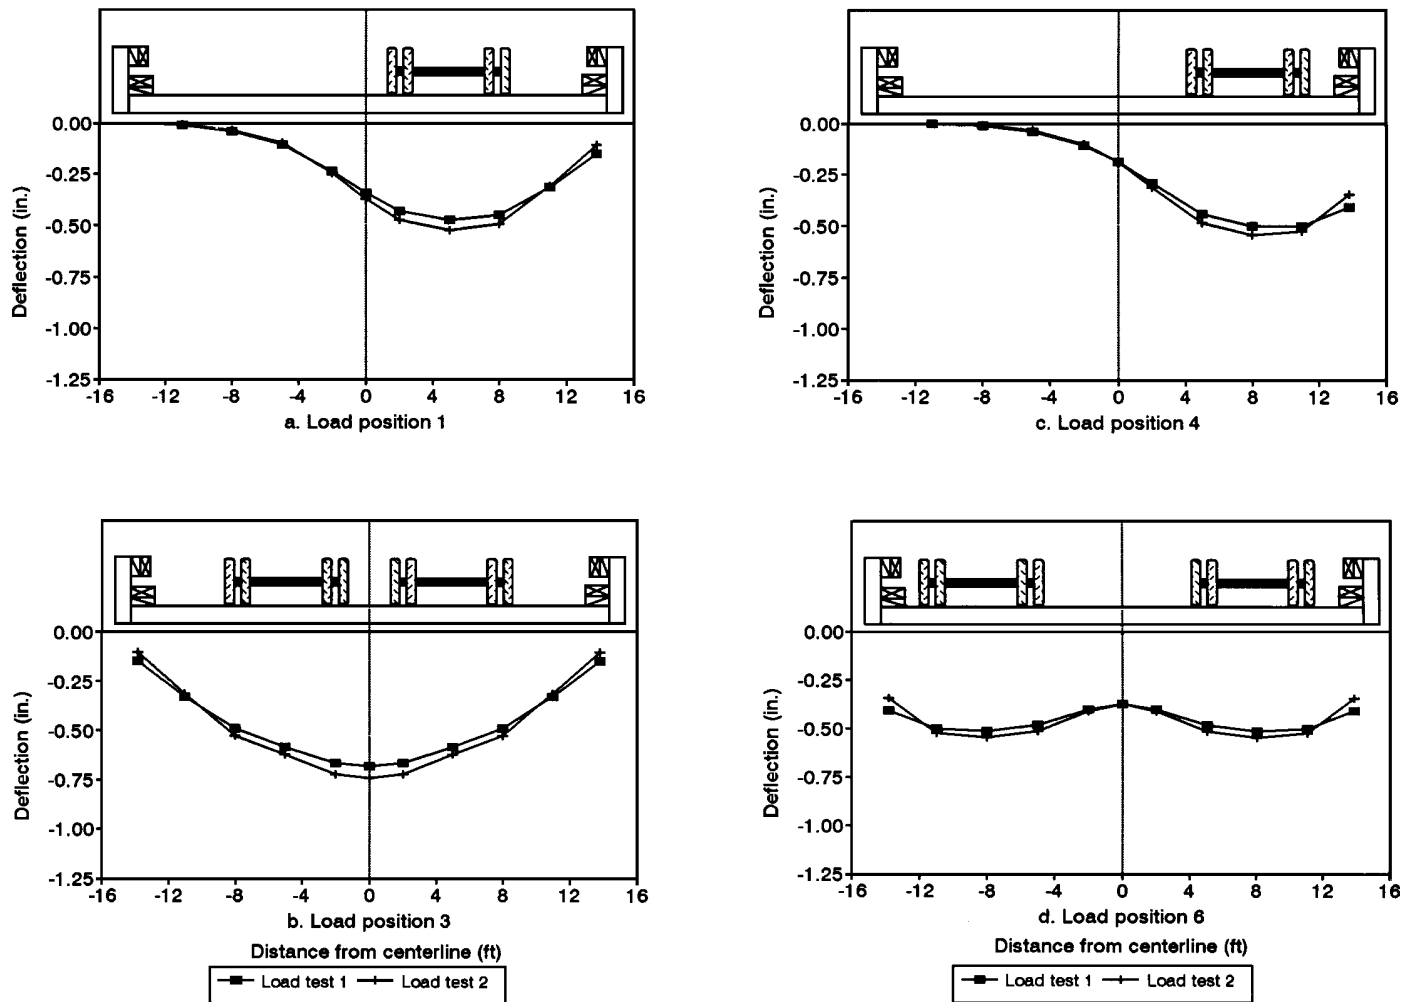 0.00
-0.25
-0.50
-0.75
-1.00
-1.25
Deflection (in.)
-16 -12 -8 -4 0 4 8 12 16
a. Load position 1
0.00
-0.25
-0.50
-0.75
-1.00
-1.25
Deflection (in.)
-16 -12 -8 -4 0 4 8 12 16
c. Load position 4
0.00
-0.25
-0.50
-0.75
-1.00
-1.25
Deflection (in.)
-16 -12 -8 -4 0 4 8 12 16
b. Load position 3
Distance from centerline (ft)
Load test 1 Load test 2
0.00
-0.25
-0.50
-0.75
-1.00
-1.25
Deflection (in.)
-16 -12 -8 -4 0 4 8 12 16
d. Load position 6
Distance from centerline (ft)
Load test 1 Load test 2